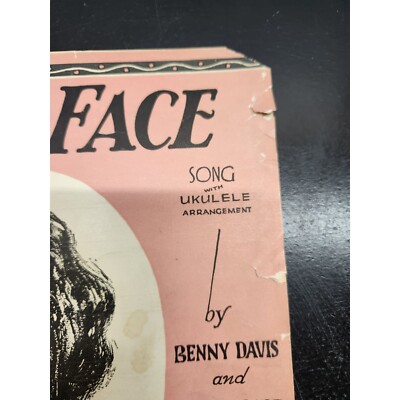 FACE
SONG
WITH
UKULELE
ARRANGEMENT
by
BENNY DAVIS
and